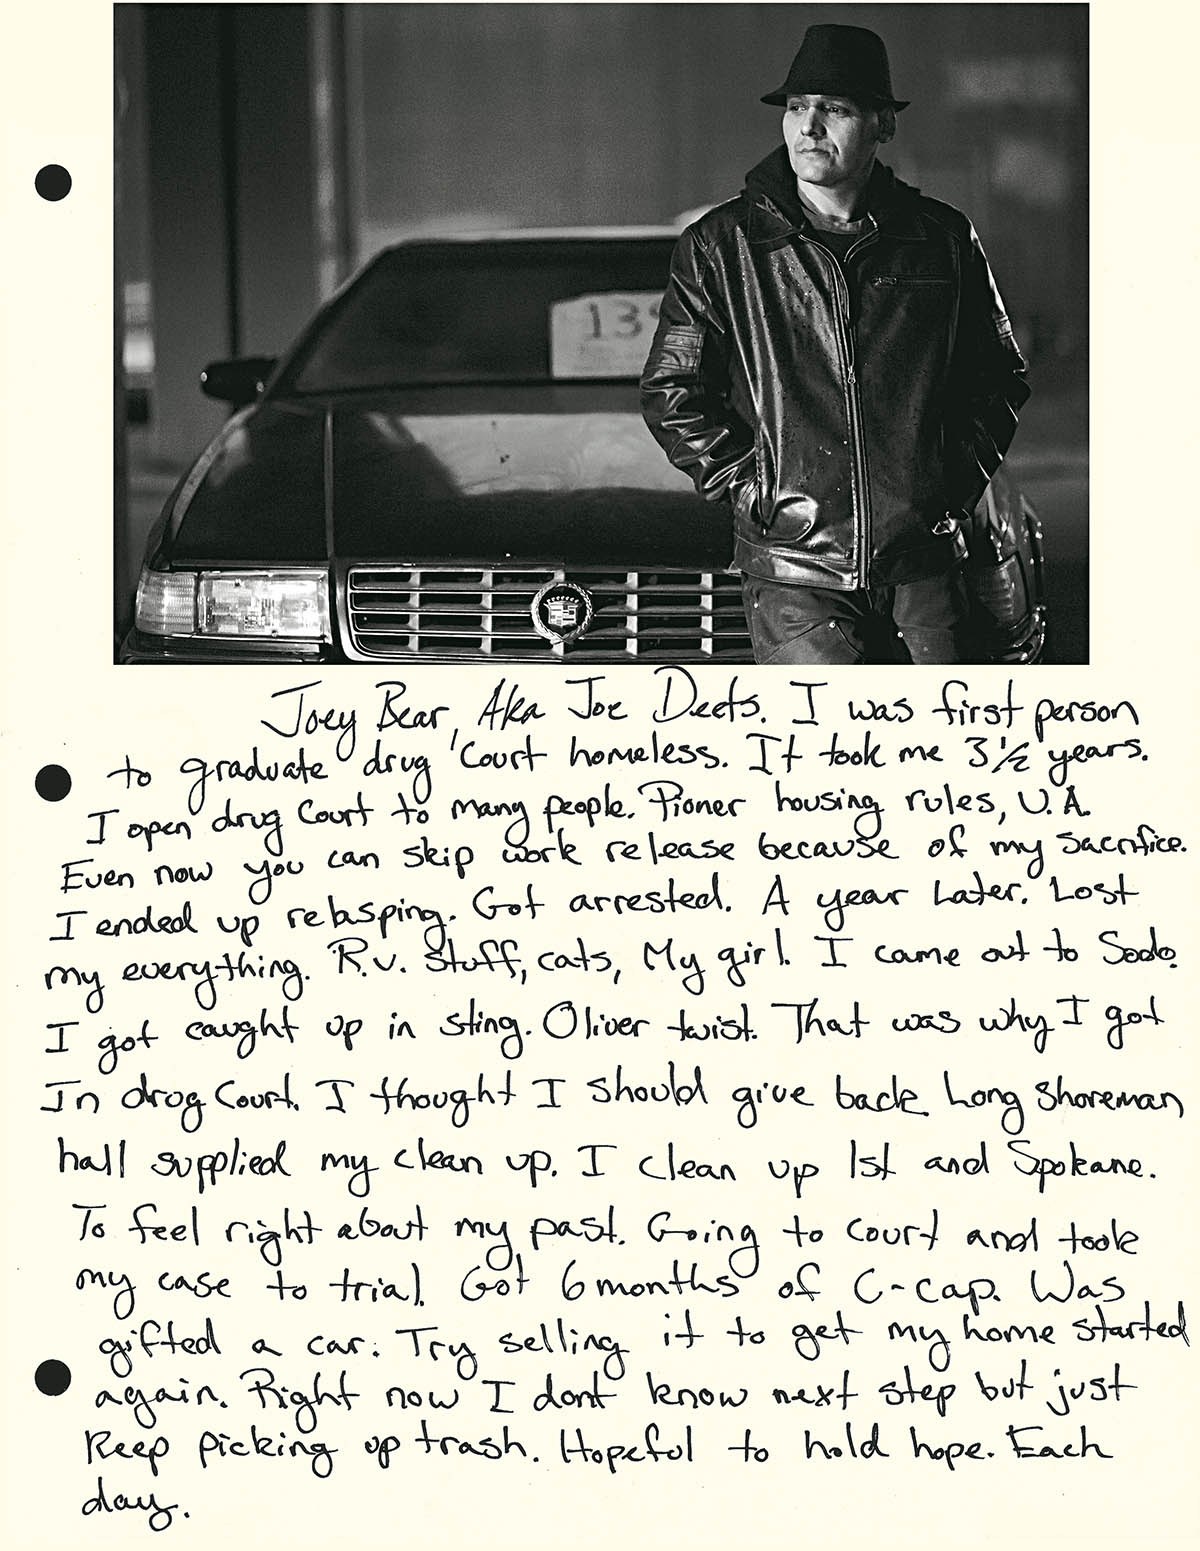 139
Joey Bear, Aka Joe Deets. I was first person
to graduate drug Court homeless. It took me 3 1/2 years.
I open drug Court to many people. Pioner housing rules, U.A.
Even now you can skip work release because of my sacrifice.
I ended up relasping. Got arrested. A year Later. Lost
my everything. R.v. stuff, cats, My girl. I came out to Sodo.
I got caught up in sting. Oliver twist. That was why I got
In drug Court. I thought I should give back. Long Shoreman
hall supplied my clean up. I clean up 1st and Spokane.
To feel right about my past. Going to court and took
my case to trial. Got 6 months of C-cap. Was
gifted a car. Try selling it to get my home started
again. Right now I dont know next step but just
Keep picking up trash. Hopeful to hold hope. Each
day.